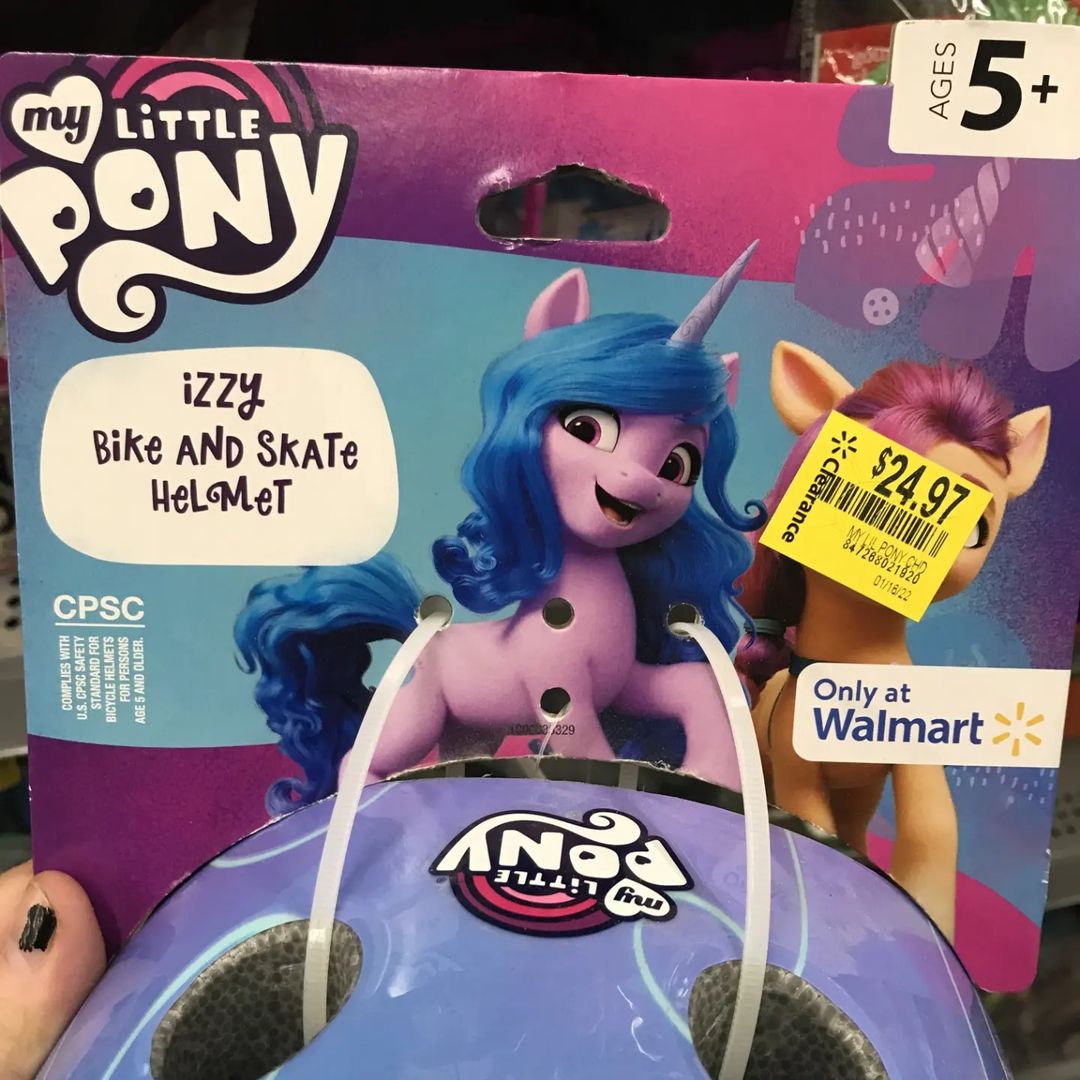 my LiTTLE
PONY
AGES 5+
iZZy
BiKe AND SKATe
HeLMeT
CPSC
COMPLIES WITH
U.S. CPSC SAFETY
STANDARD FOR
BICYCLE HELMETS
FOR PERSONS
AGE 5 AND OLDER.
Clearance
$24.97
MY LIL PONY CHD
847268021920
01/18/22
Only at
Walmart
my LiTTLE
PONY